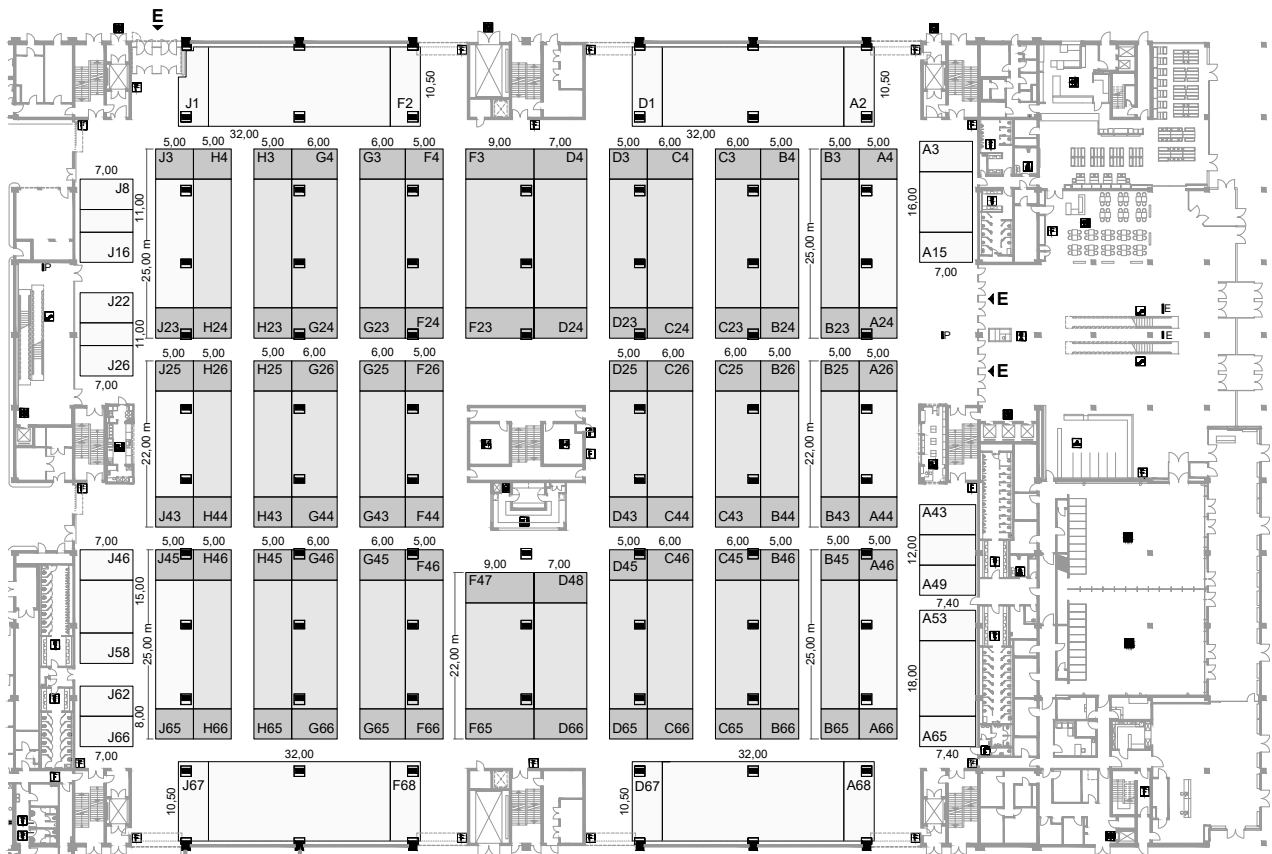 E
J1
F2
10,50
32,00
D1
A2
10,50
32,00
5,00 5,00 5,00 6,00 6,00 5,00 9,00 7,00 5,00 6,00 6,00 5,00 5,00 5,00
J3 H4 H3 G4 G3 F4 F3 D4 D3 C4 C3 B4 B3 A4
A3
16,00
A15
7,00
7,00
J8
11,00
J16
25,00 m
25,00 m
J22
11,00
J26
7,00
P
E
P
E
E
E
J23 H24 H23 G24 G23 F24 F23 D24 D23 C24 C23 B24 B23 A24
5,00 5,00 5,00 6,00 6,00 5,00 5,00 6,00 6,00 5,00 5,00 5,00
J25 H26 H25 G26 G25 F26 D25 C26 C25 B26 B25 A26
22,00 m
22,00 m
J43 H44 H43 G44 G43 F44 D43 C44 C43 B44 B43 A44
A43
12,00
A49
7,40
7,00
J46
15,00
J58
5,00 5,00 5,00 6,00 6,00 5,00 9,00 7,00 5,00 6,00 6,00 5,00 5,00 5,00
J45 H46 H45 G46 G45 F46 F47 D48 D45 C46 C45 B46 B45 A46
25,00 m
22,00 m
25,00 m
A53
18,00
A65
7,40
J62
8,00
J66
7,00
J65 H66 H65 G66 G65 F66 F65 D66 D65 C66 C65 B66 B65 A66
32,00
J67
F68
10,50
32,00
D67
A68
10,50